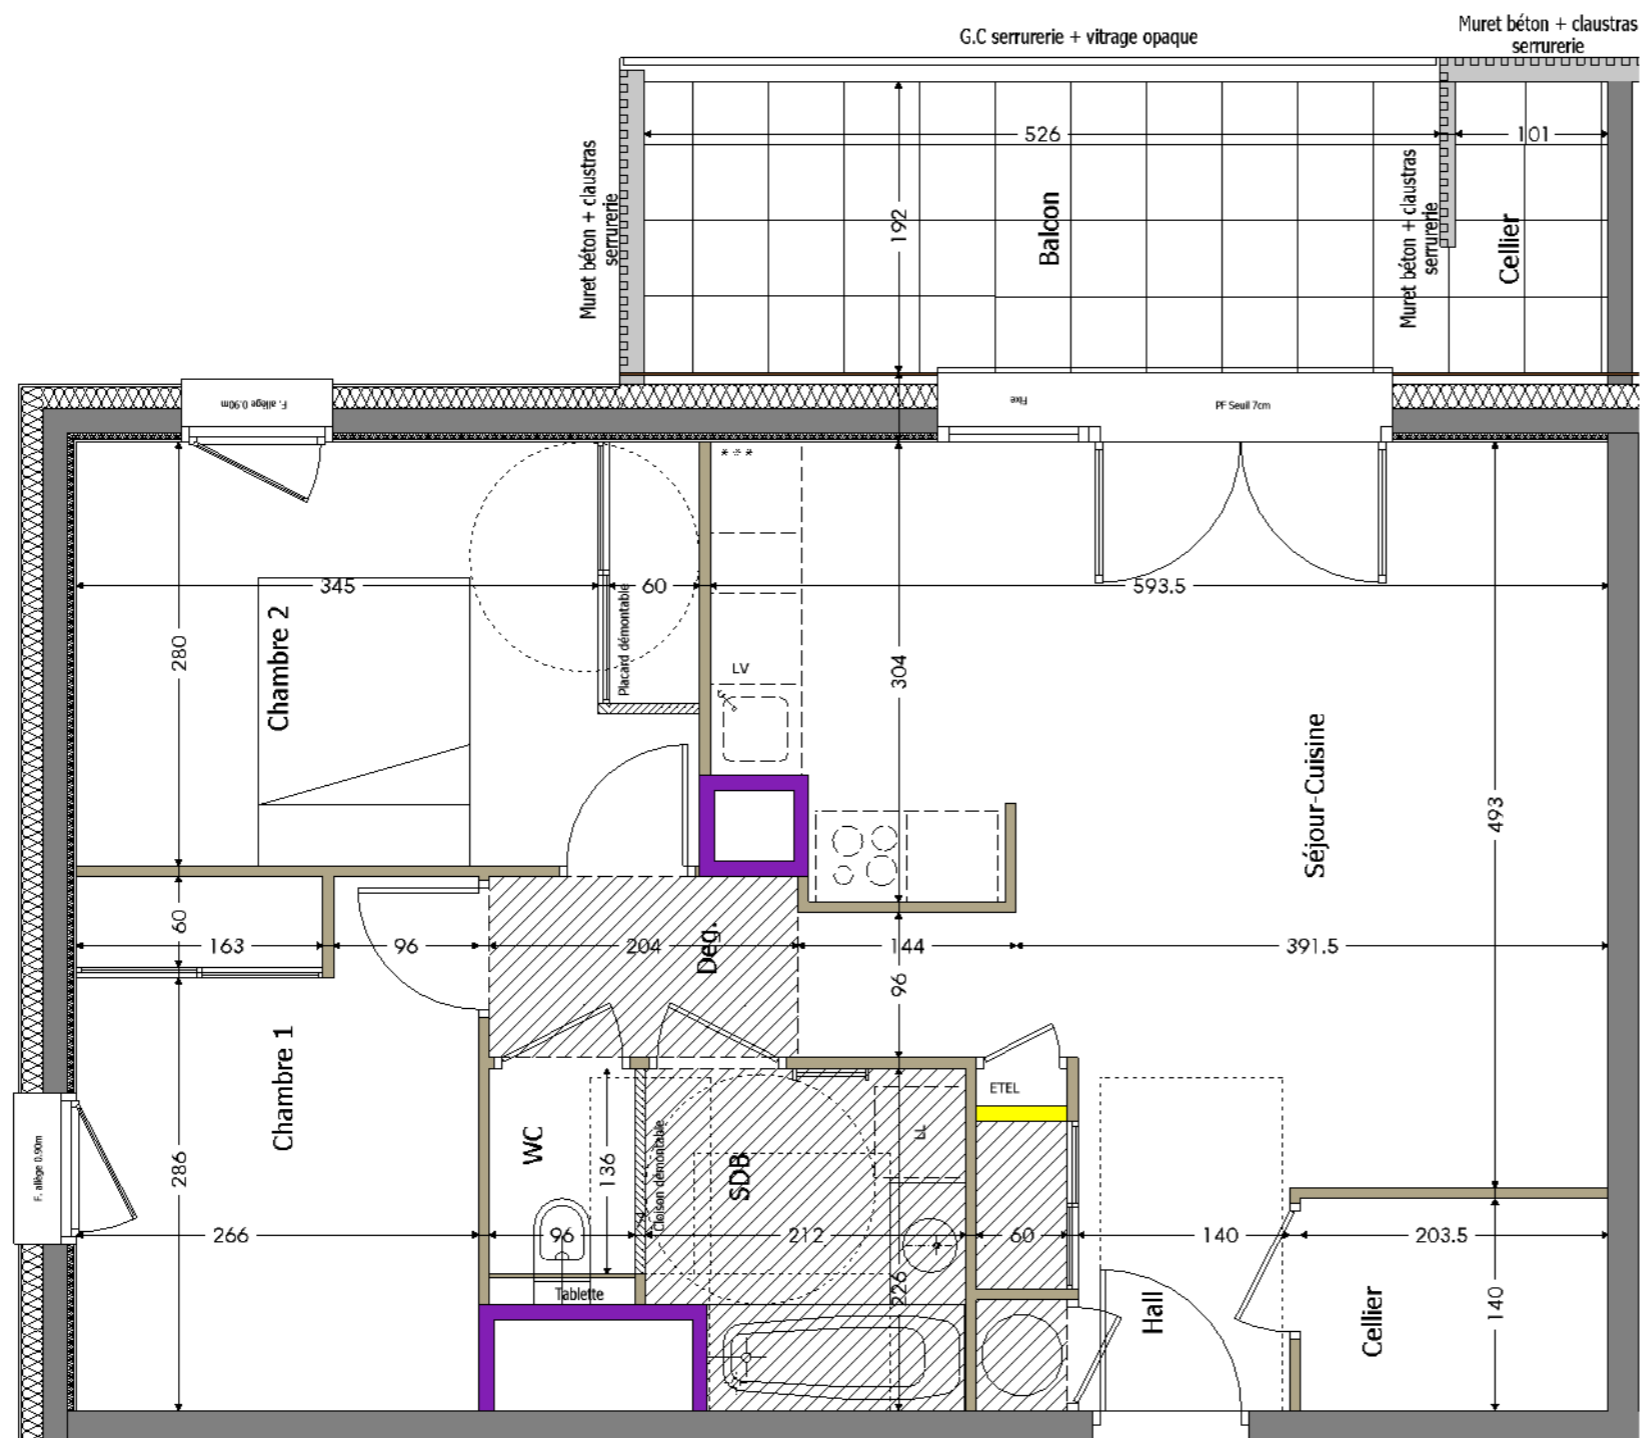 G.C serrurerie + vitrage opaque
Muret béton + claustras
serrurerie
526
101
Muret béton + claustras
serrurerie
192
Balcon
Muret béton + claustras
serrurerie
Cellier
F. allège 0.90m
Fixe
PF Seuil 7cm
***
345
60
593.5
Placard démontable
280
Chambre 2
LV
304
Séjour-Cuisine
493
60
163
96
204
Deg.
144
391.5
96
Chambre 1
ETEL
F. allège 0.90m
286
WC
136
Cloison démontable
SDB
LL
266
96
212
60
140
203.5
226
Tablette
Hall
Cellier
140